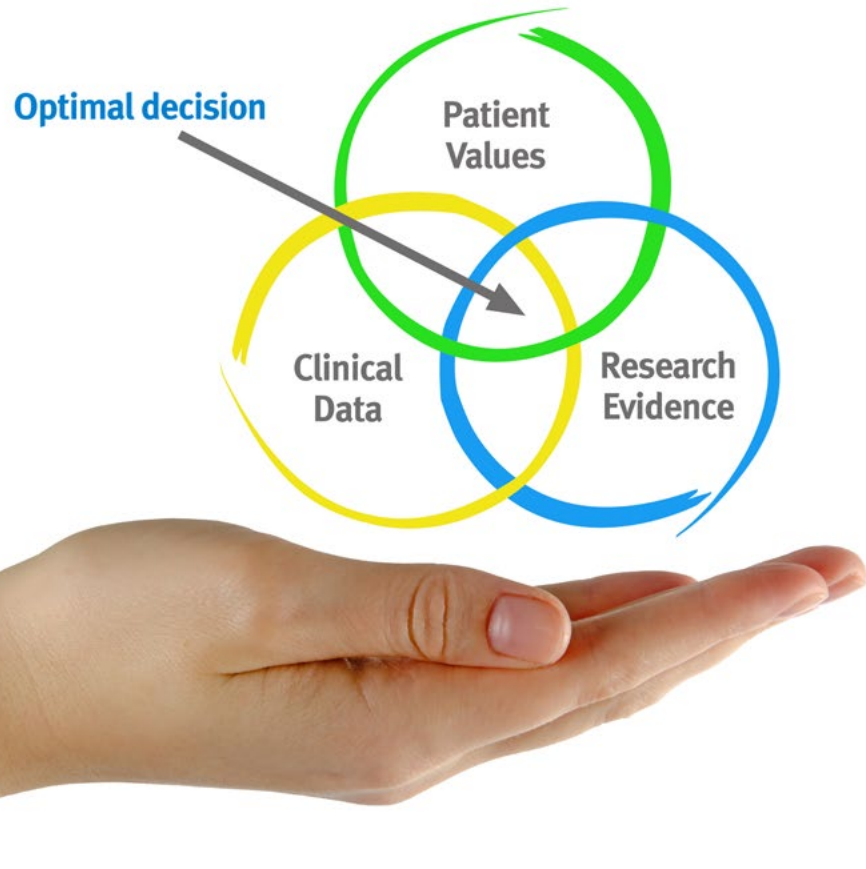 Optimal decision
Patient
Values
Clinical
Data
Research
Evidence